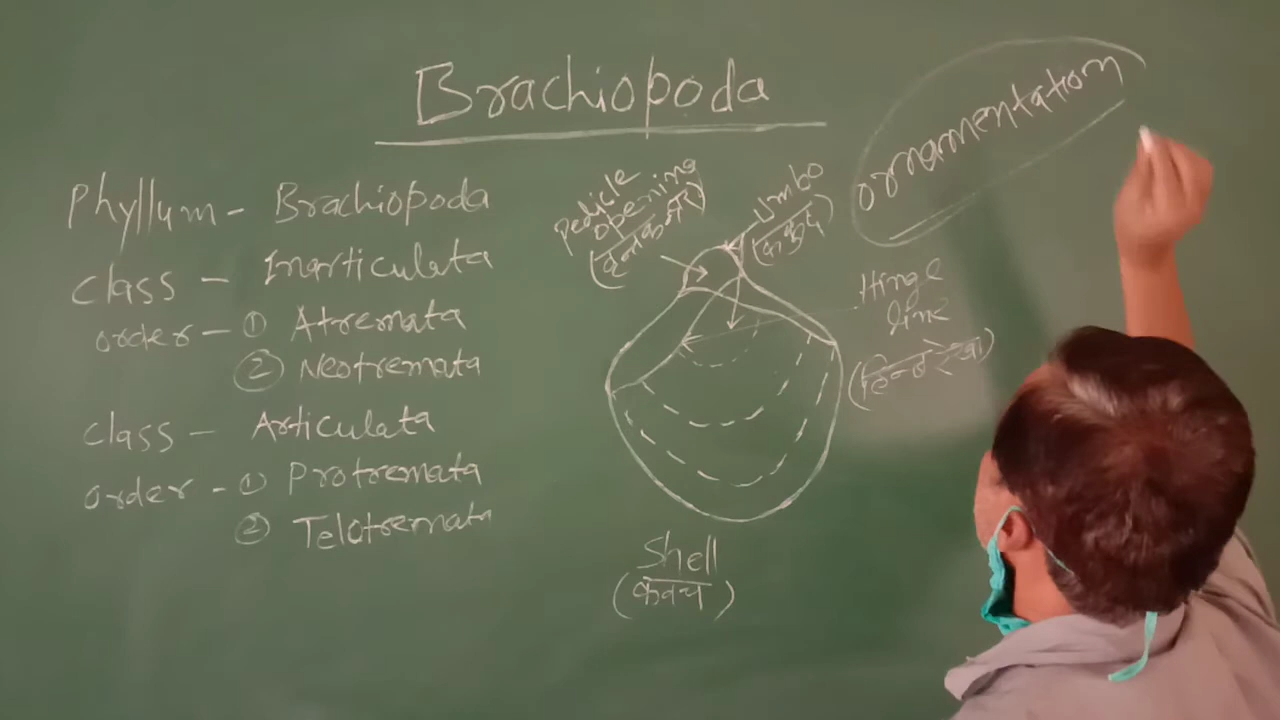 Brachiopoda
Phyllum - Brachiopoda
class - Inarticulata
order - ① Atremata
② Neotremata
class - Articulata
order - ① Protremata
② Telotremata
Pedicle
opening
Umbo
(ककुद)
Hinge
line
(हिन्ज रेखा)
ornamentation
Shell
(कवच)